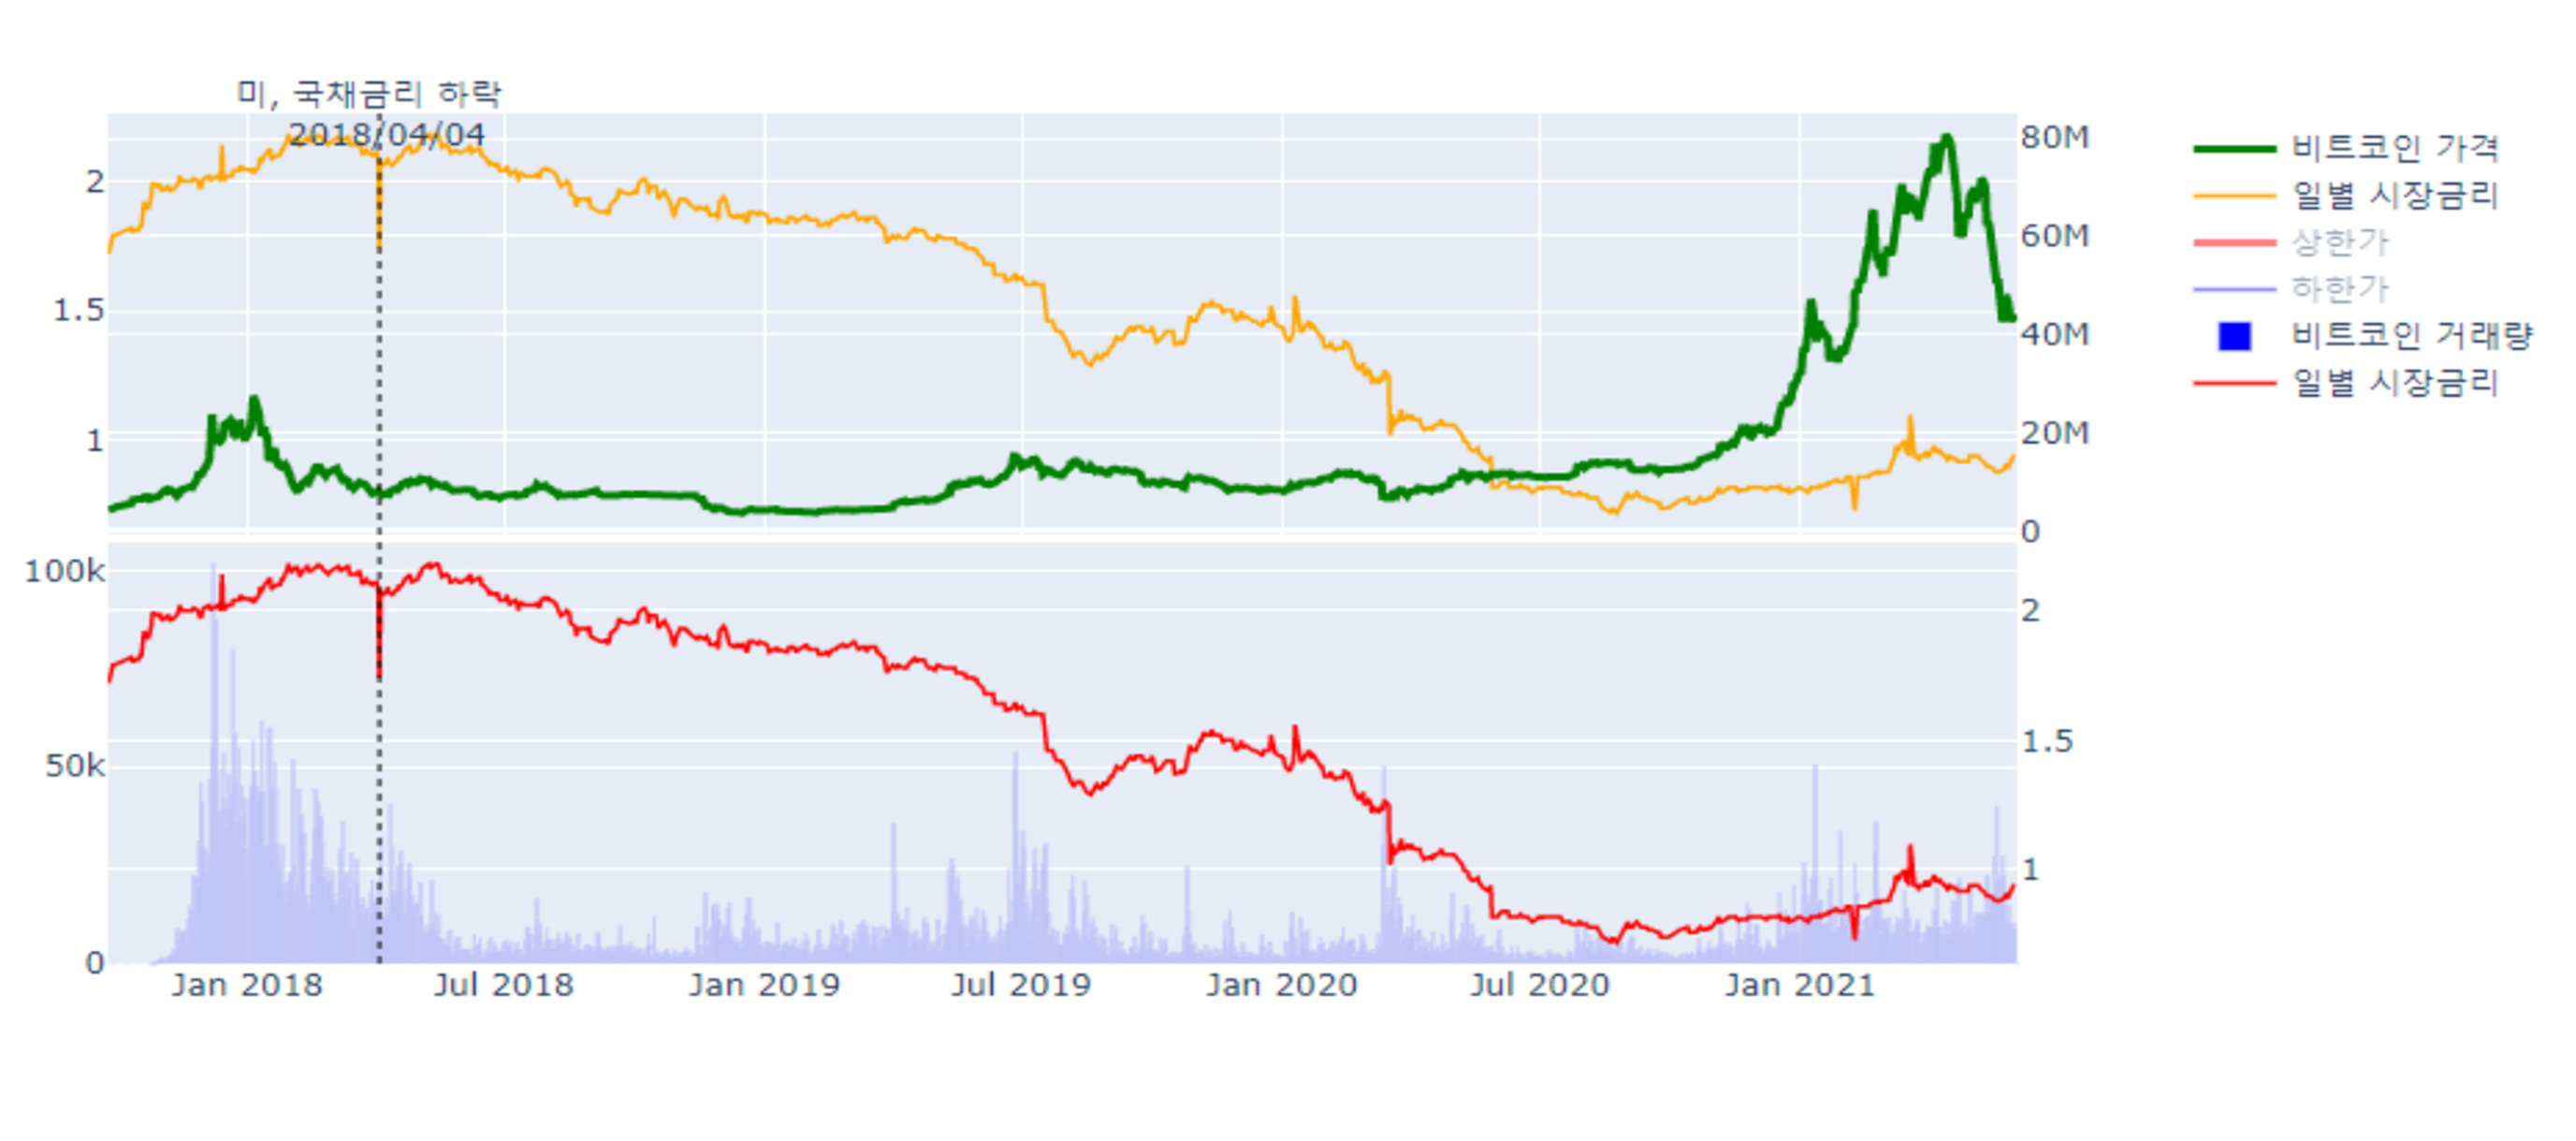 미, 국채금리 하락
2018/04/04
2
1.5
1
80M
60M
40M
20M
0
비트코인 가격
일별 시장금리
상한가
하한가
비트코인 거래량
일별 시장금리
100k
50k
0
2
1.5
1
Jan 2018
Jul 2018
Jan 2019
Jul 2019
Jan 2020
Jul 2020
Jan 2021